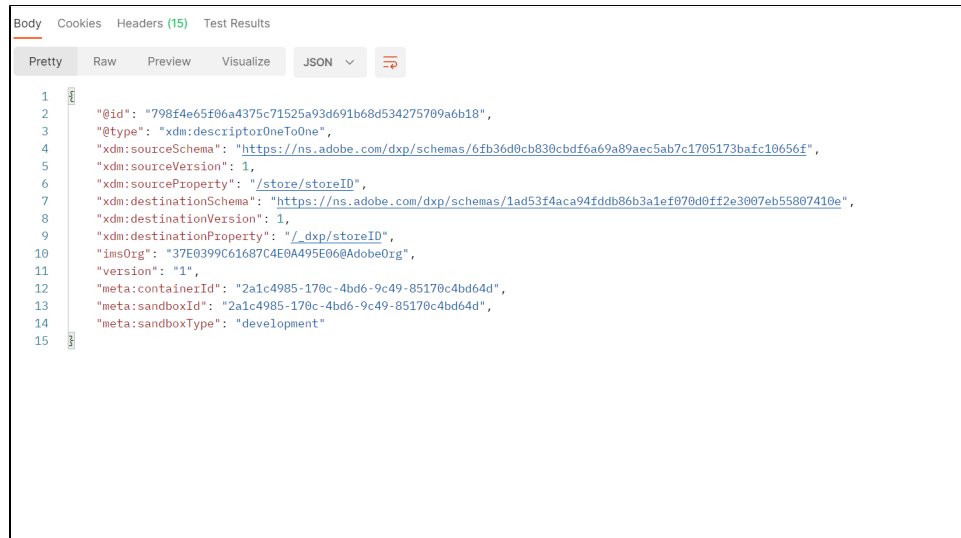 Body Cookies Headers (15) Test Results
Pretty Raw Preview Visualize JSON
1 {
2 "@id": "798f4e65f06a4375c71525a93d691b68d534275709a6b18",
3 "@type": "xdm:descriptorOneToOne",
4 "xdm:sourceSchema": "https://ns.adobe.com/dxp/schemas/6fb36d0cb830cbdf6a69a89aec5ab7c1705173bafc10656f",
5 "xdm:sourceVersion": 1,
6 "xdm:sourceProperty": "/store/storeID",
7 "xdm:destinationSchema": "https://ns.adobe.com/dxp/schemas/1ad53f4aca94fddb86b3a1ef070d0ff2e3007eb55807410e",
8 "xdm:destinationVersion": 1,
9 "xdm:destinationProperty": "/_dxp/storeID",
10 "imsOrg": "37E0399C61687C4E0A495E06@AdobeOrg",
11 "version": "1",
12 "meta:containerId": "2a1c4985-170c-4bd6-9c49-85170c4bd64d",
13 "meta:sandboxId": "2a1c4985-170c-4bd6-9c49-85170c4bd64d",
14 "meta:sandboxType": "development"
15 }